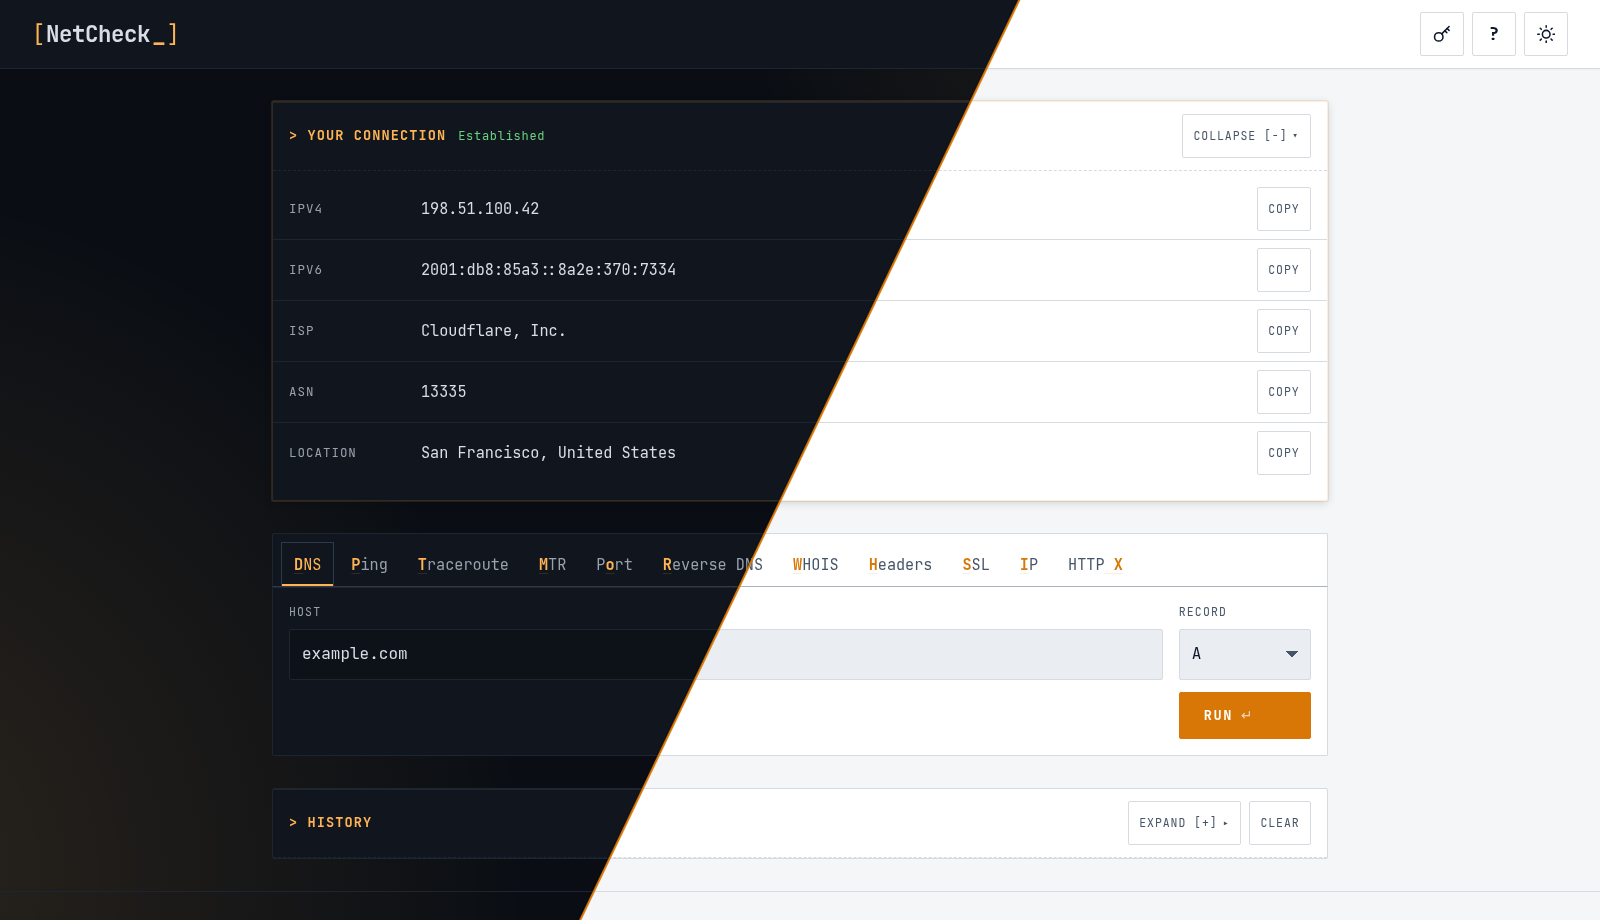 [NetCheck_] ?
> YOUR CONNECTION Established COLLAPSE [-] ▾
IPV4 198.51.100.42 COPY
IPV6 2001:db8:85a3::8a2e:370:7334 COPY
ISP Cloudflare, Inc. COPY
ASN 13335 COPY
LOCATION San Francisco, United States COPY
DNS Ping Traceroute MTR Port Reverse DNS WHOIS Headers SSL IP HTTP X
HOST RECORD
example.com A
RUN ↵
> HISTORY EXPAND [+] ▸ CLEAR